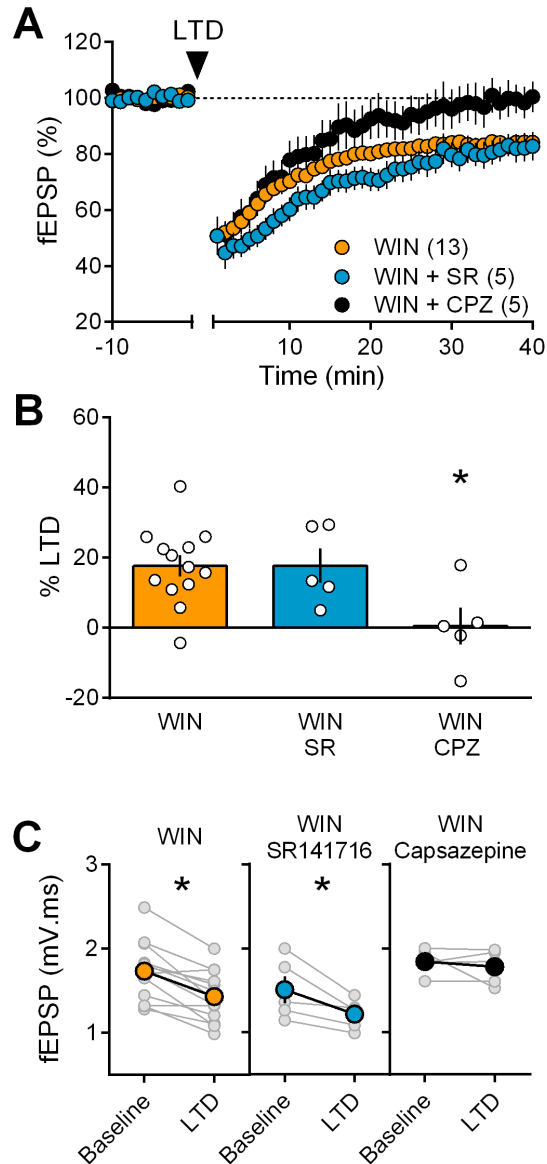 A
LTD
120
100
80
60
40
20
fEPSP (%)
WIN (13)
WIN + SR (5)
WIN + CPZ (5)
-10
10
20
30
40
Time (min)
B
60
40
20
0
-20
% LTD
*
WIN
WIN
SR
WIN
CPZ
C
WIN
WIN
SR141716
WIN
Capsazepine
3
2
1
fEPSP (mV.ms)
*
*
Baseline
LTD
Baseline
LTD
Baseline
LTD